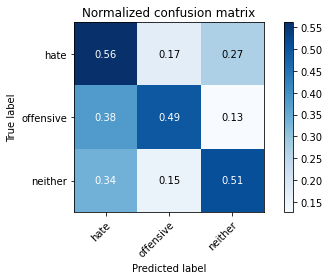 Normalized confusion matrix
True label
hate
0.56 0.17 0.27
offensive
0.38 0.49 0.13
neither
0.34 0.15 0.51
hate
offensive
neither
Predicted label
0.55
0.50
0.45
0.40
0.35
0.30
0.25
0.20
0.15